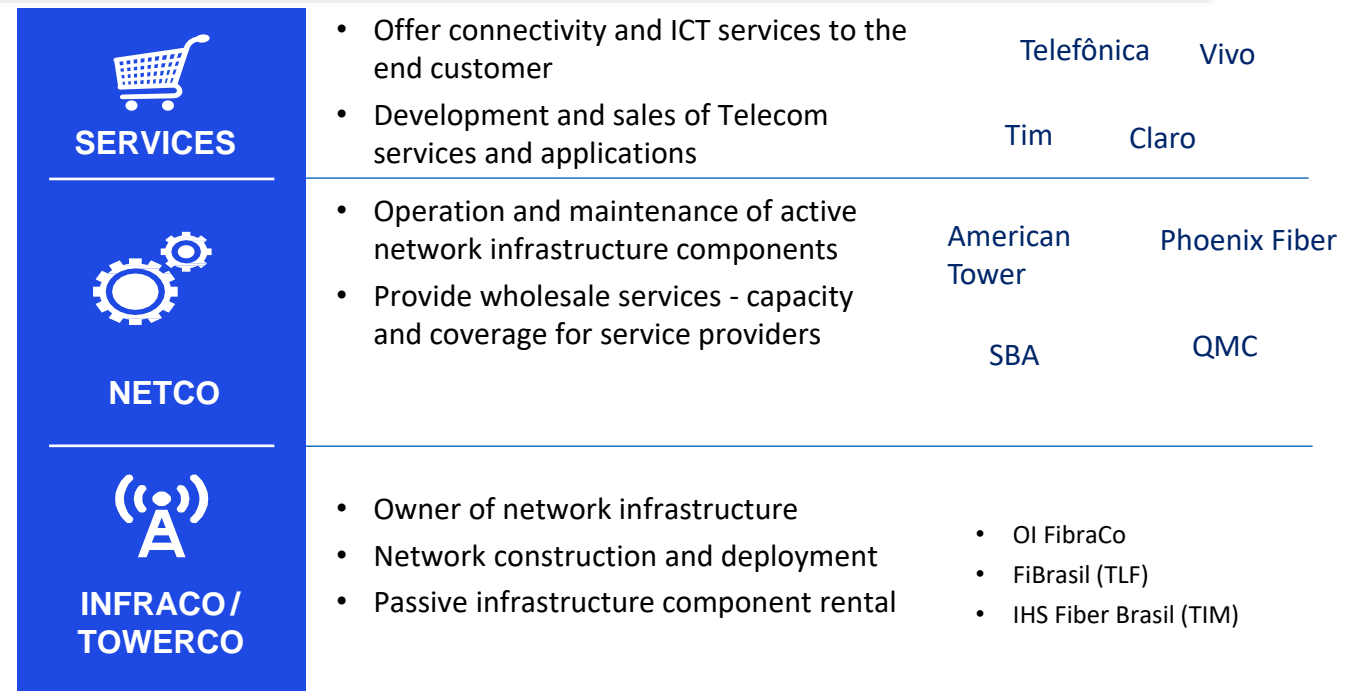 SERVICES
• Offer connectivity and ICT services to the
end customer
• Development and sales of Telecom
services and applications
Telefônica Vivo
Tim Claro
NETCO
• Operation and maintenance of active
network infrastructure components
• Provide wholesale services - capacity
and coverage for service providers
American
Tower
Phoenix Fiber
SBA QMC
INFRACO/
TOWERCO
• Owner of network infrastructure
• Network construction and deployment
• Passive infrastructure component rental
• OI FibraCo
• FiBrasil (TLF)
• IHS Fiber Brasil (TIM)